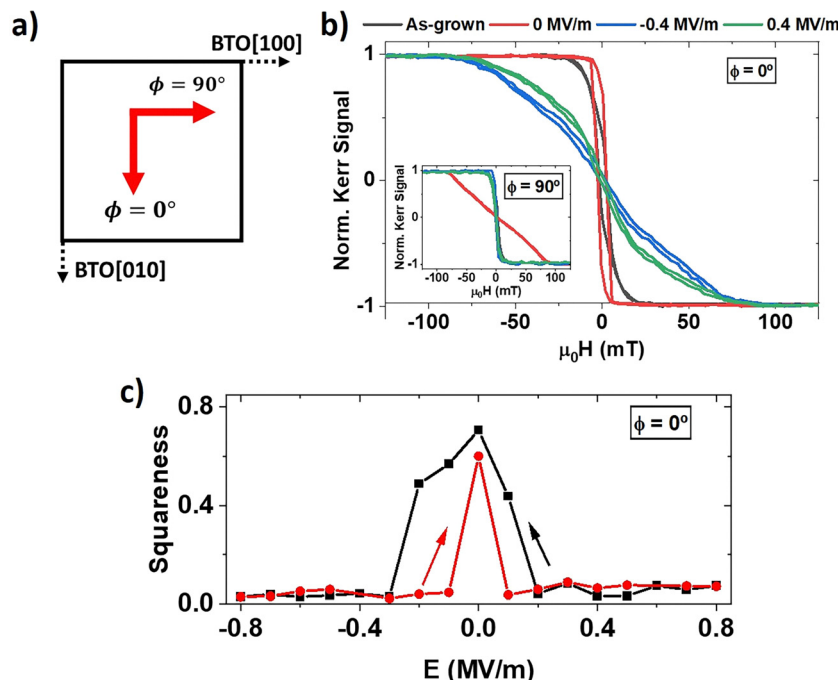 a)
BTO[100]
ϕ = 90°
ϕ = 0°
BTO[010]
b)
As-grown 0 MV/m -0.4 MV/m 0.4 MV/m
ϕ = 0º
Norm. Kerr Signal
1
0
-1
-100 -50 0 50 100
μ₀H (mT)
ϕ = 90º
Norm. Kerr Signal
1
0
-1
-100 -50 0 50 100
μ₀H (mT)
c)
ϕ = 0º
Squareness
0.8
0.4
0.0
-0.8 -0.4 0.0 0.4 0.8
E (MV/m)